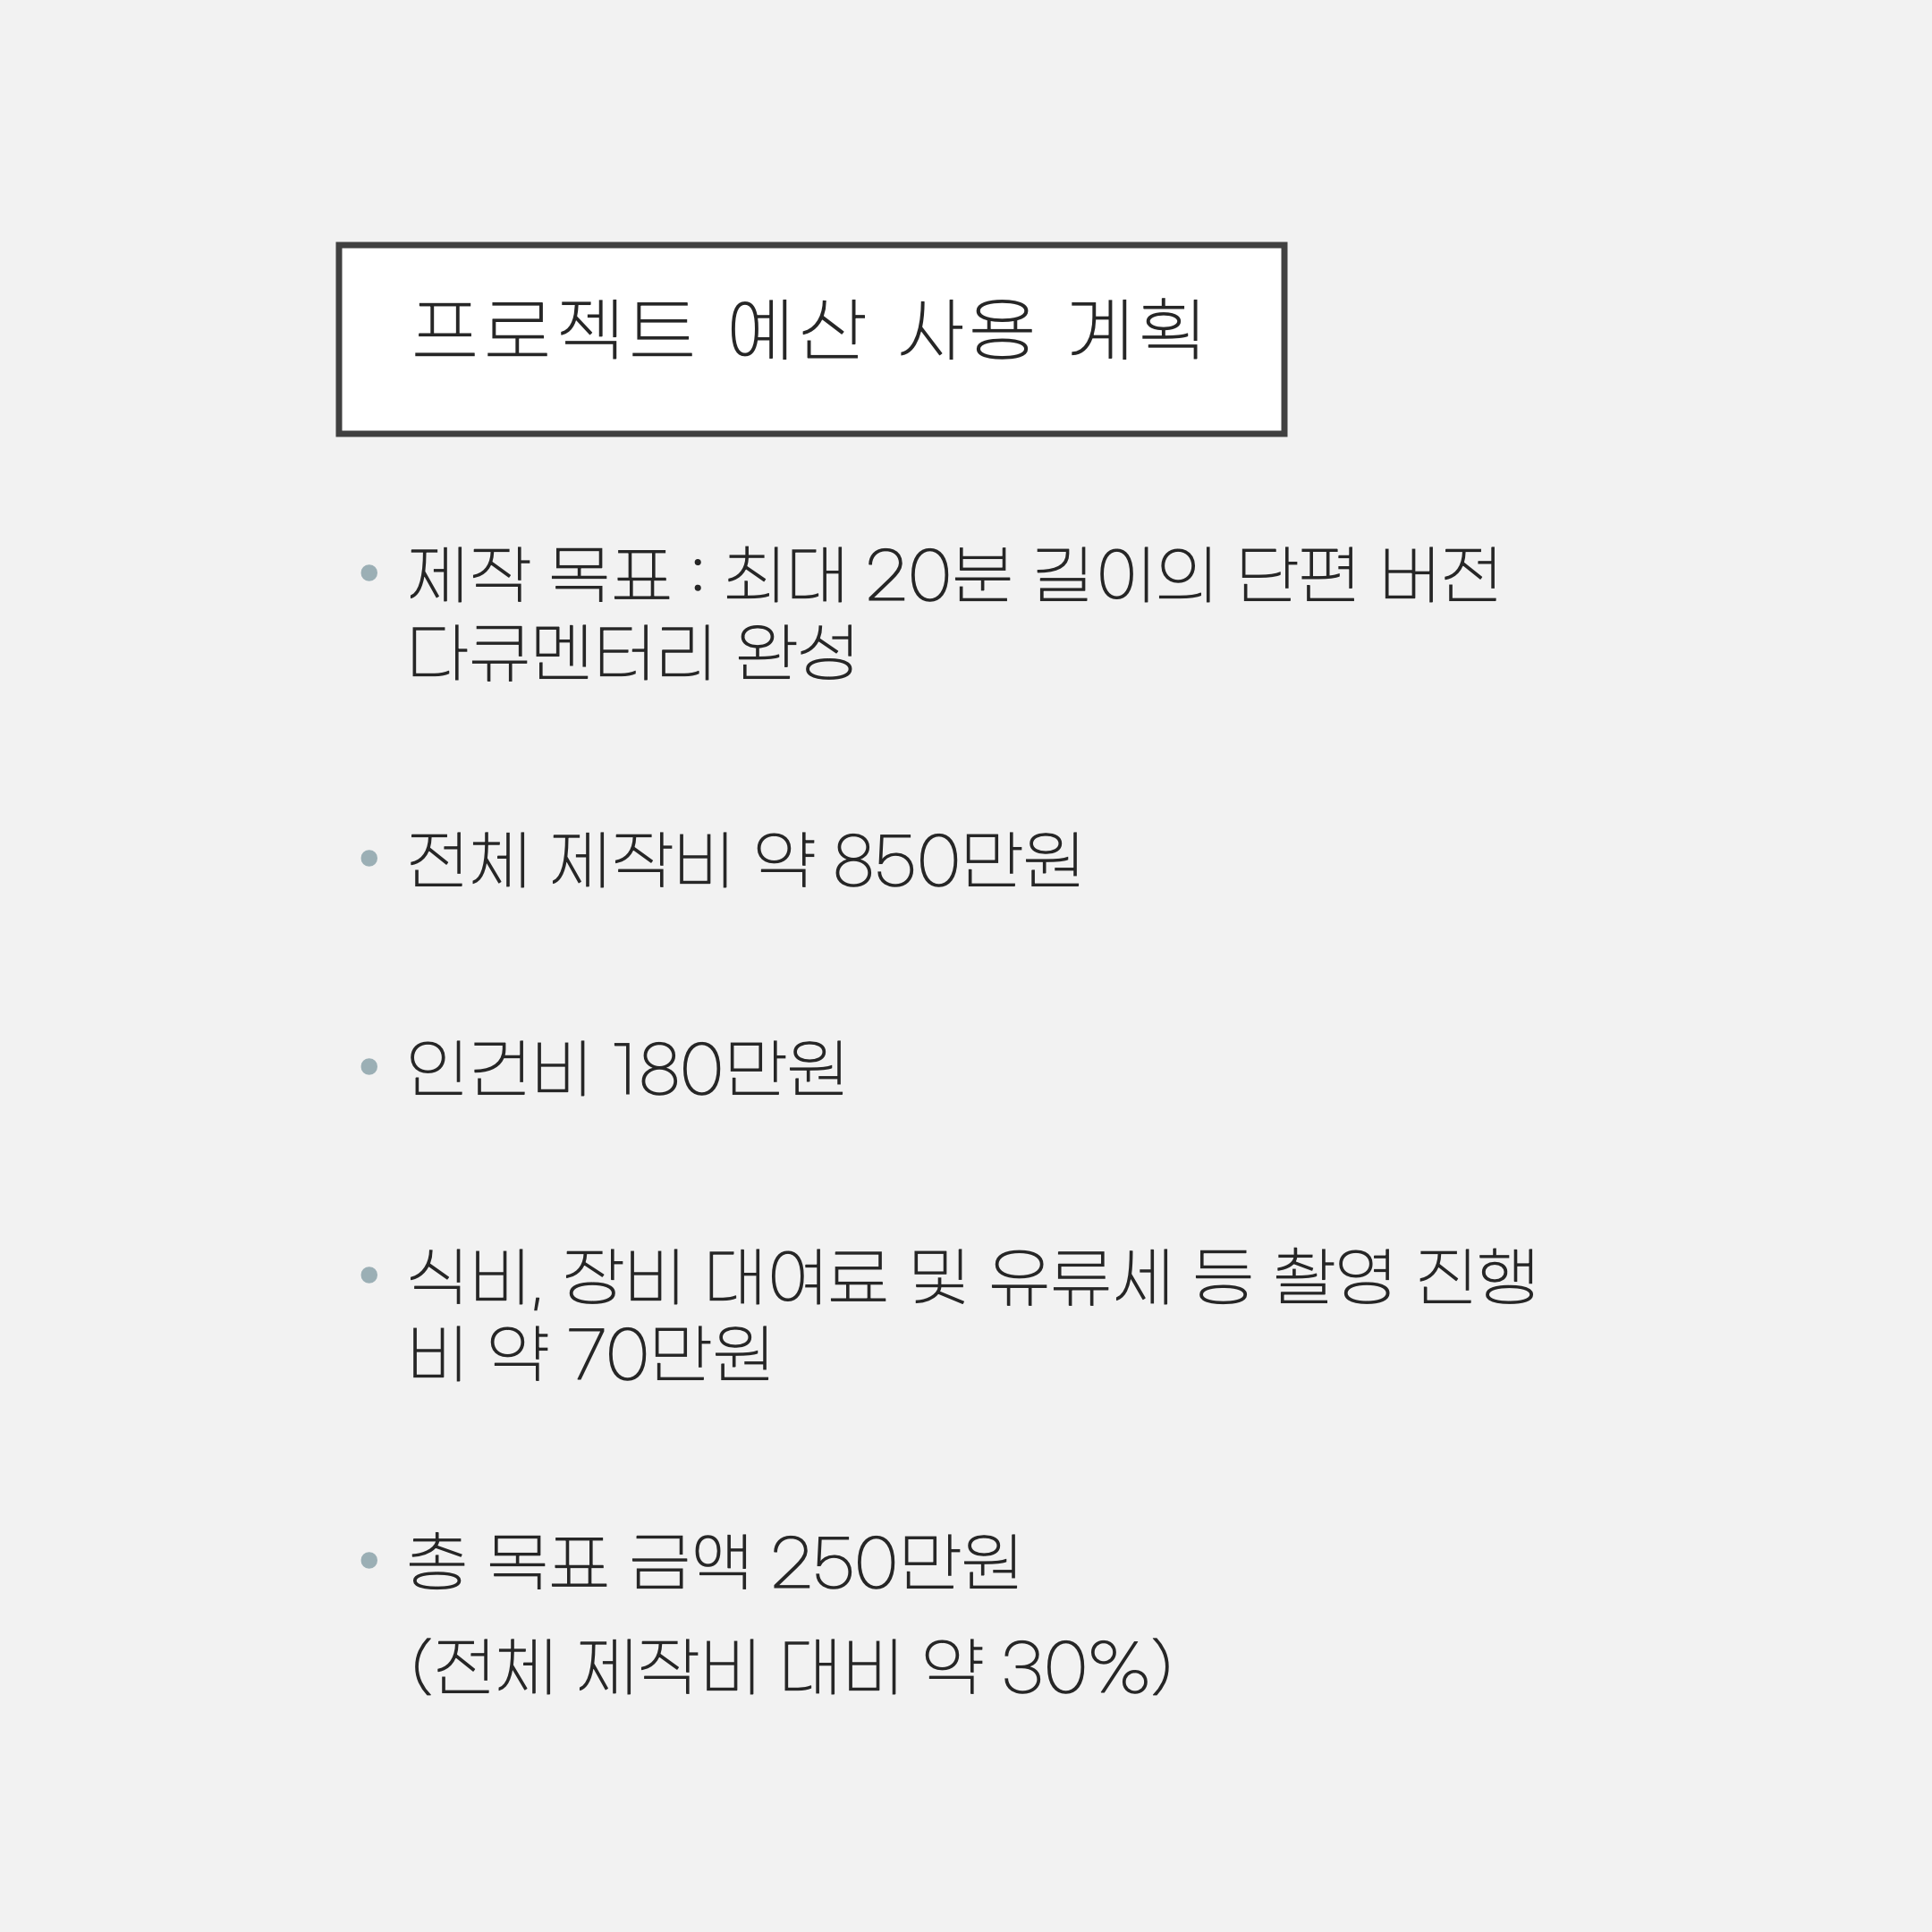 프로젝트 예산 사용 계획
제작 목표 : 최대 20분 길이의 단편 버전
다큐멘터리 완성
전체 제작비 약 850만원
인건비 180만원
식비, 장비 대여료 및 유류세 등 촬영 진행
비 약 70만원
총 목표 금액 250만원
(전체 제작비 대비 약 30%)